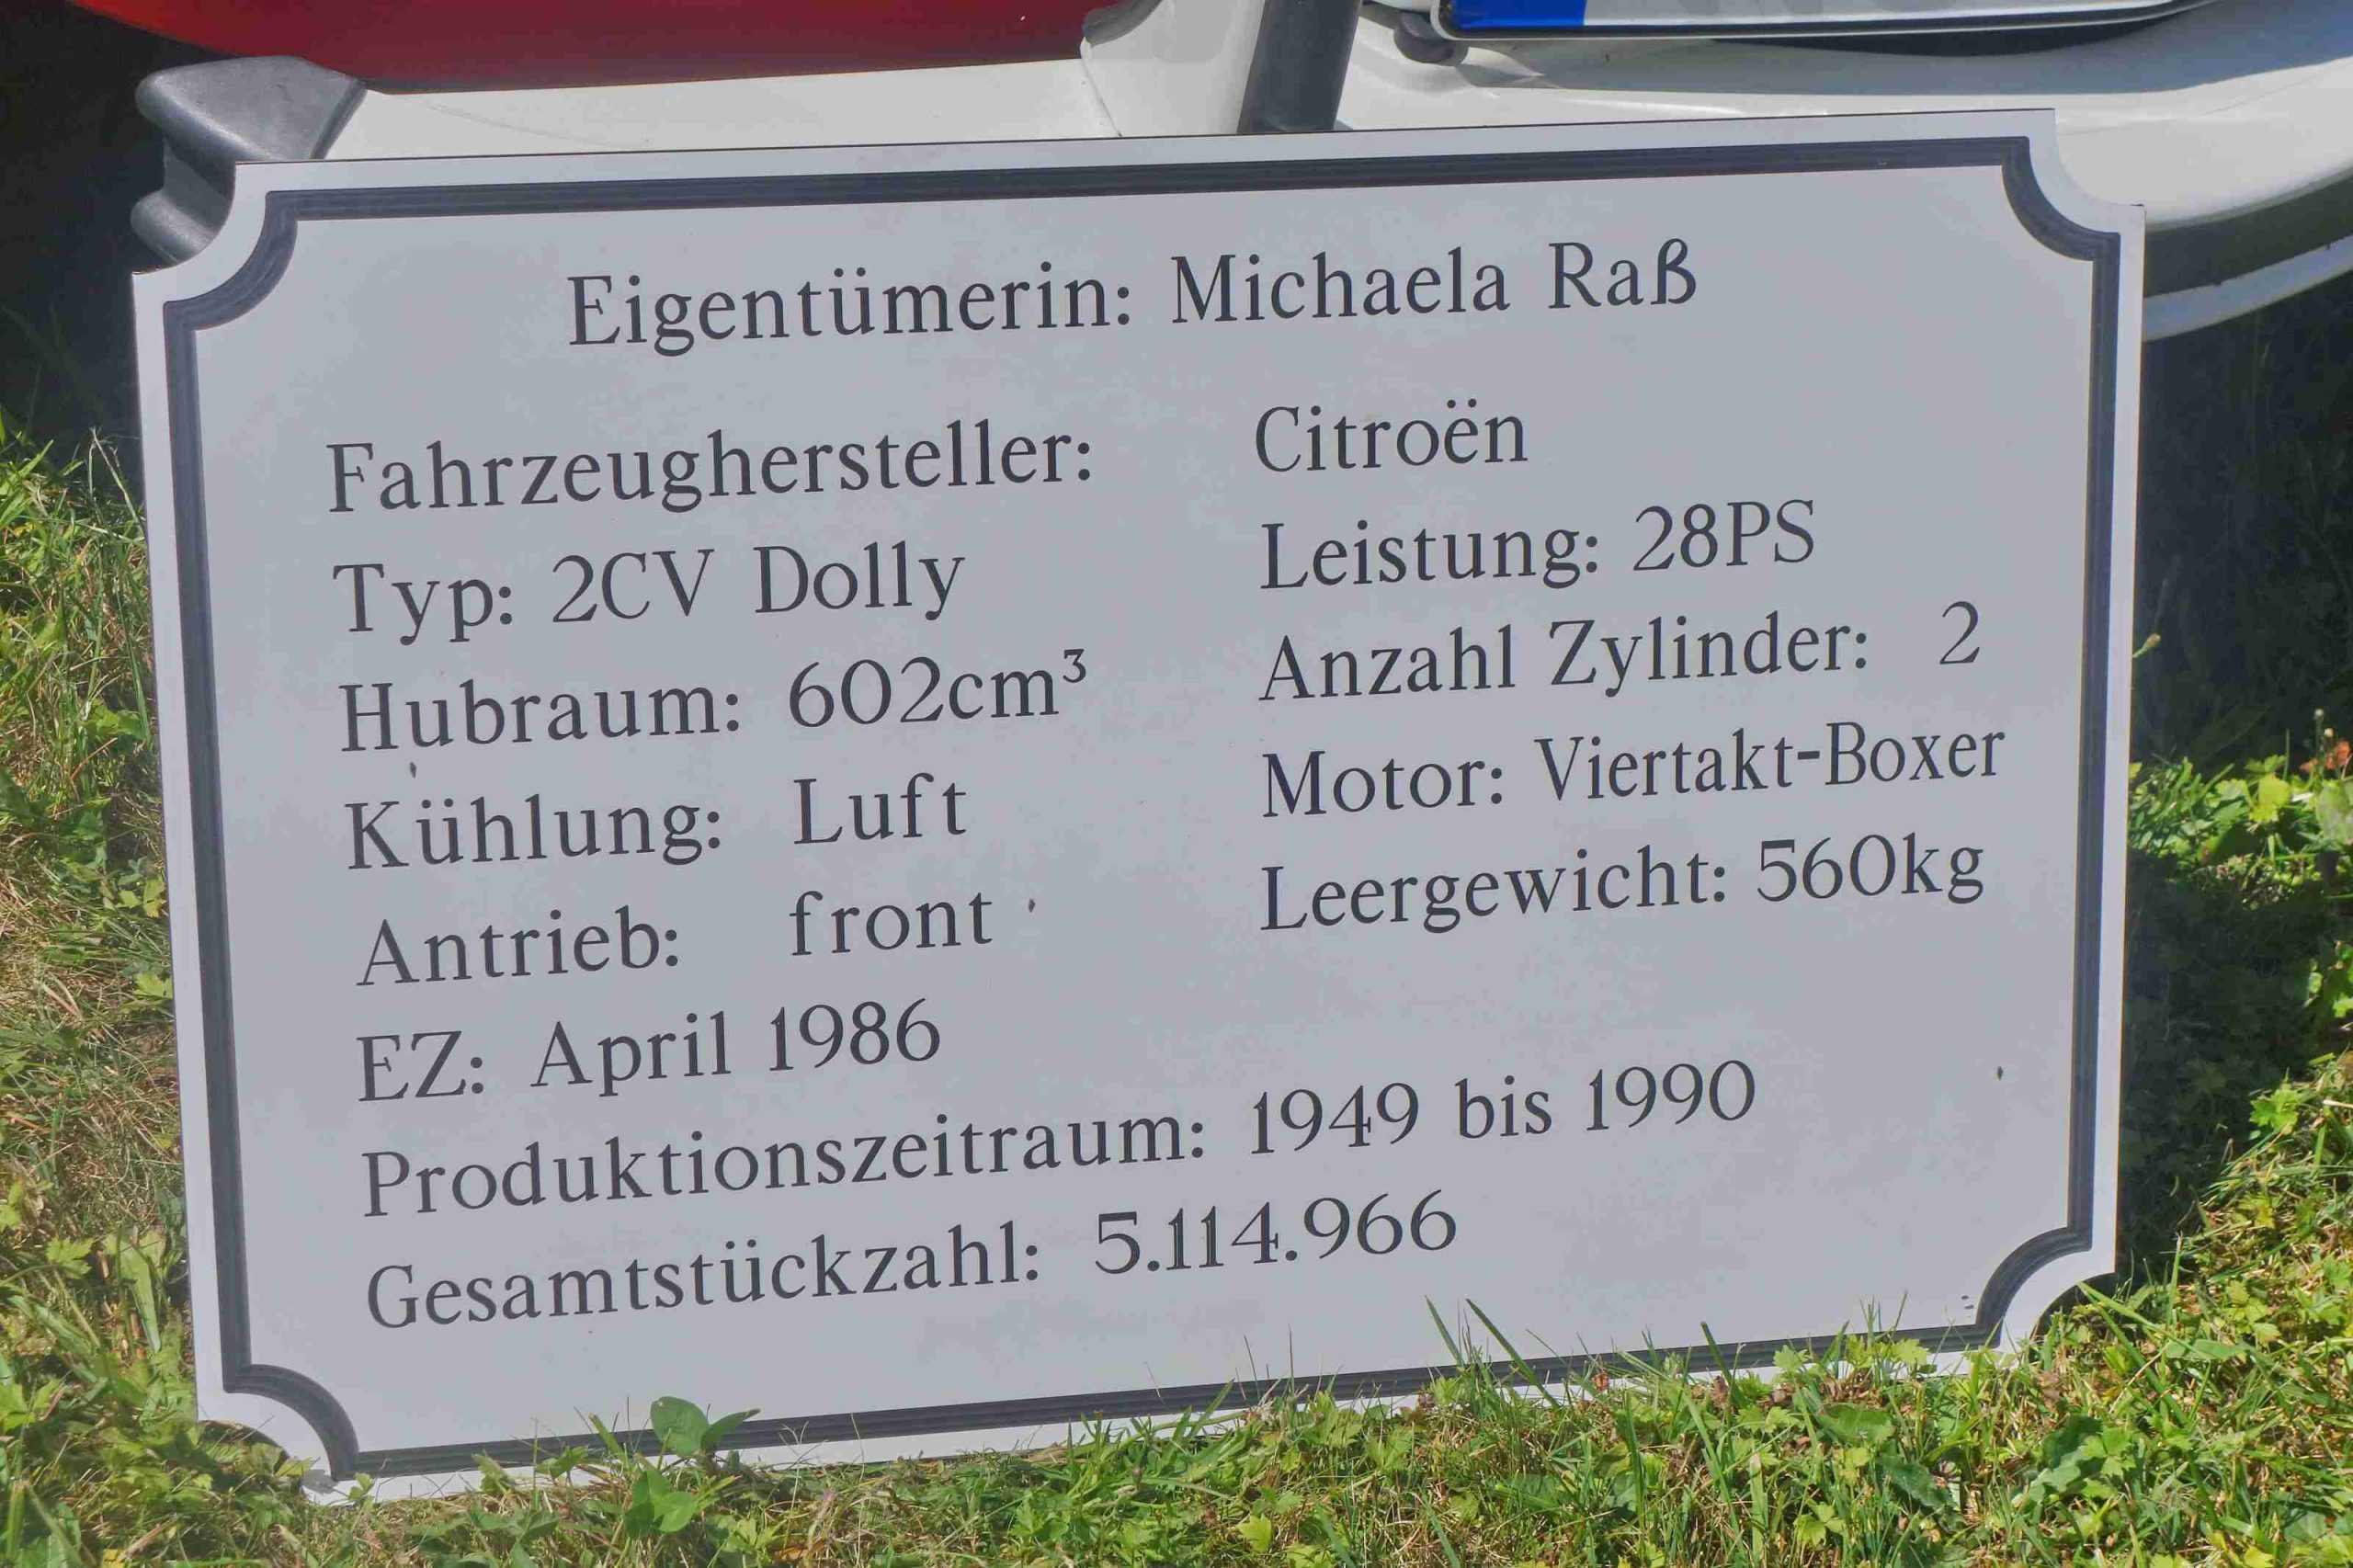 Eigentümerin: Michaela Raß
Fahrzeughersteller: Citroën
Typ: 2CV Dolly Leistung: 28PS
Hubraum: 602cm³ Anzahl Zylinder: 2
Kühlung: Luft Motor: Viertakt-Boxer
Antrieb: front Leergewicht: 560kg
EZ: April 1986
Produktionszeitraum: 1949 bis 1990
Gesamtstückzahl: 5.114.966